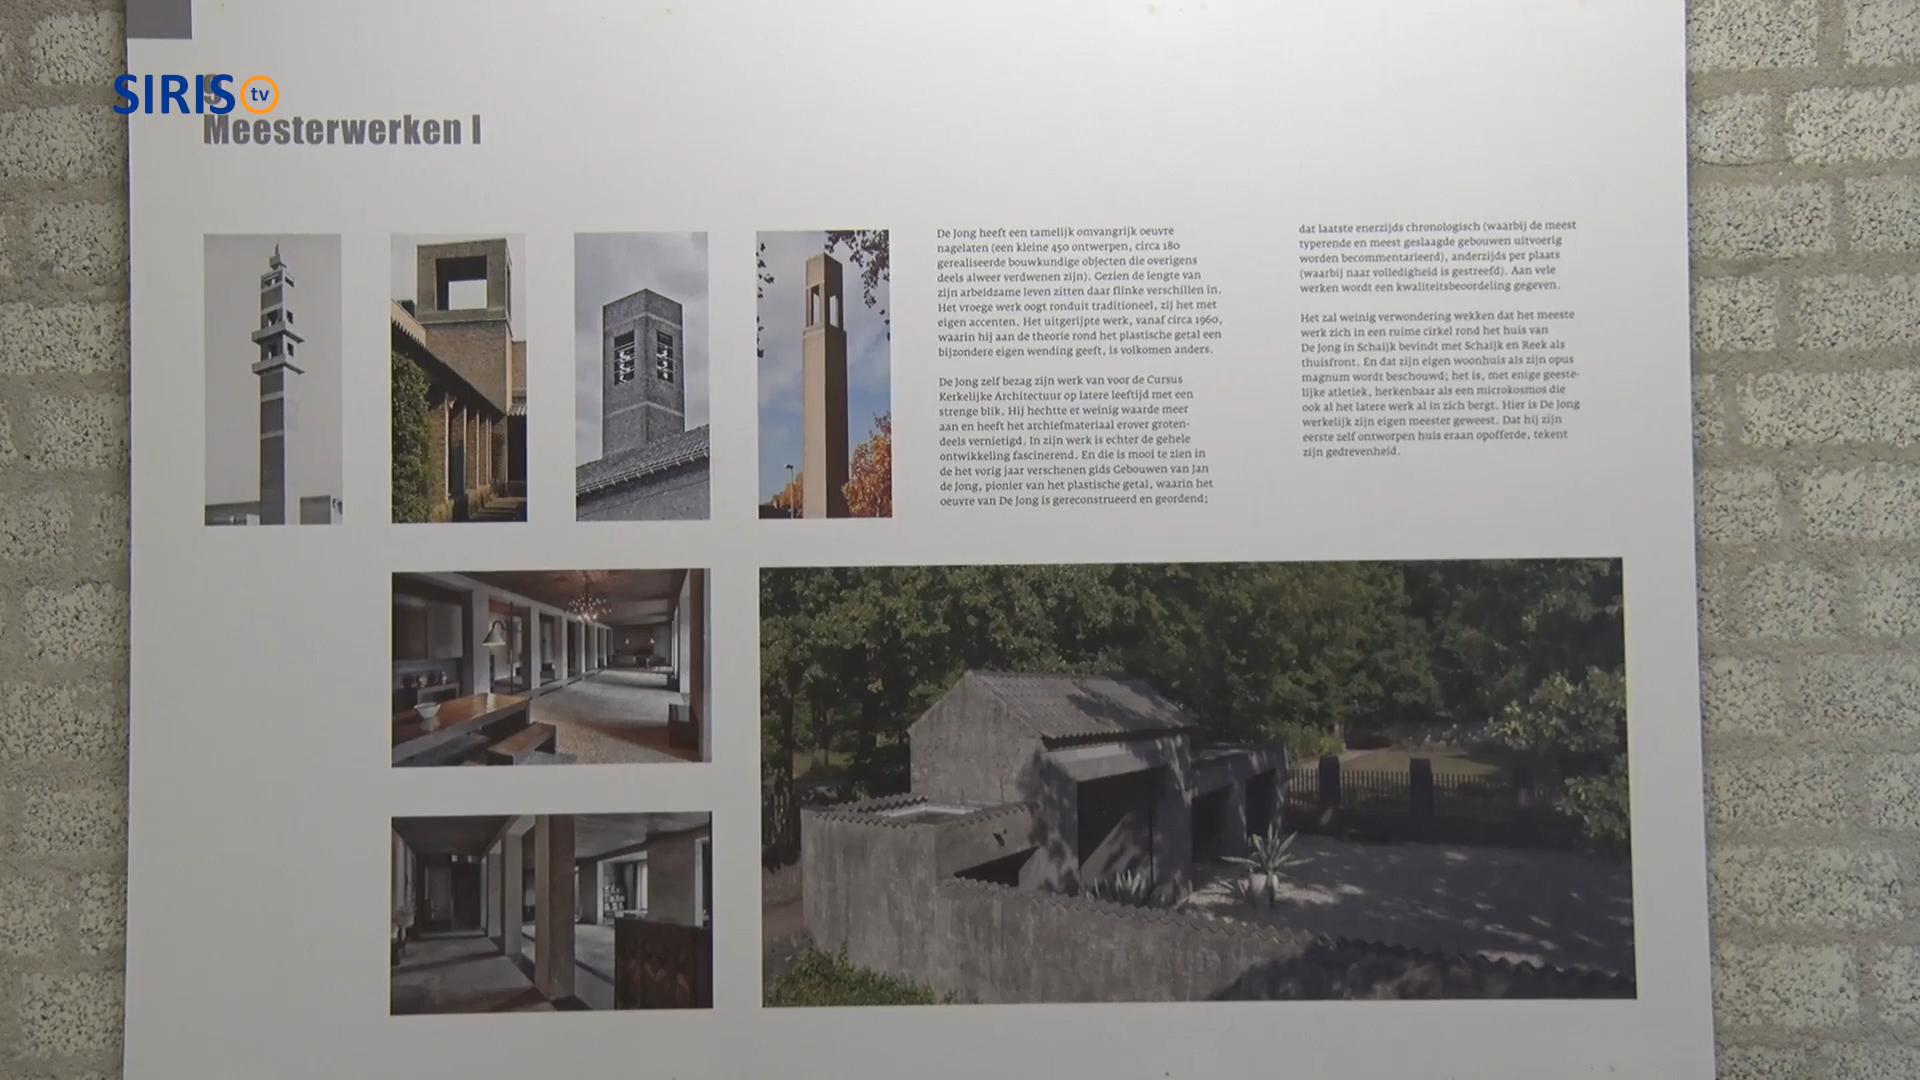 SIRIS tv
9
Meesterwerken I
De Jong heeft een tamelijk omvangrijk oeuvre
nagelaten (een kleine 450 ontwerpen, circa 180
gerealiseerde bouwkundige objecten die overigens
deels alweer verdwenen zijn). Gezien de lengte van
zijn arbeidzame leven zitten daar flinke verschillen in.
Het vroege werk oogt ronduit traditioneel, zij het met
eigen accenten. Het uitgerijpte werk, vanaf circa 1960,
waarin hij aan de theorie rond het plastische getal een
bijzondere eigen wending geeft, is volkomen anders.
De Jong zelf bezag zijn werk van voor de Cursus
Kerkelijke Architectuur op latere leeftijd met een
strenge blik. Hij hechtte er weinig waarde meer
aan en heeft het archiefmateriaal erover groten-
deels vernietigd. In zijn werk is echter de gehele
ontwikkeling fascinerend. En die is mooi te zien in
de het vorig jaar verschenen gids Gebouwen van Jan
de Jong, pionier van het plastische getal, waarin het
oeuvre van De Jong is gereconstrueerd en geordend;
dat laatste enerzijds chronologisch (waarbij de meest
typerende en meest geslaagde gebouwen uitvoerig
worden becommentarieerd), anderzijds per plaats
(waarbij naar volledigheid is gestreefd). Aan vele
werken wordt een kwaliteitsbeoordeling gegeven.
Het zal weinig verwondering wekken dat het meeste
werk zich in een ruime cirkel rond het huis van
De Jong in Schaijk bevindt met Schaijk en Reek als
thuisfront. En dat zijn eigen woonhuis als zijn opus
magnum wordt beschouwd; het is, met enige geeste-
lijke atletiek, herkenbaar als een microkosmos die
ook al het latere werk al in zich bergt. Hier is De Jong
werkelijk zijn eigen meester geweest. Dat hij zijn
eerste zelf ontworpen huis eraan opofferde, tekent
zijn gedrevenheid.